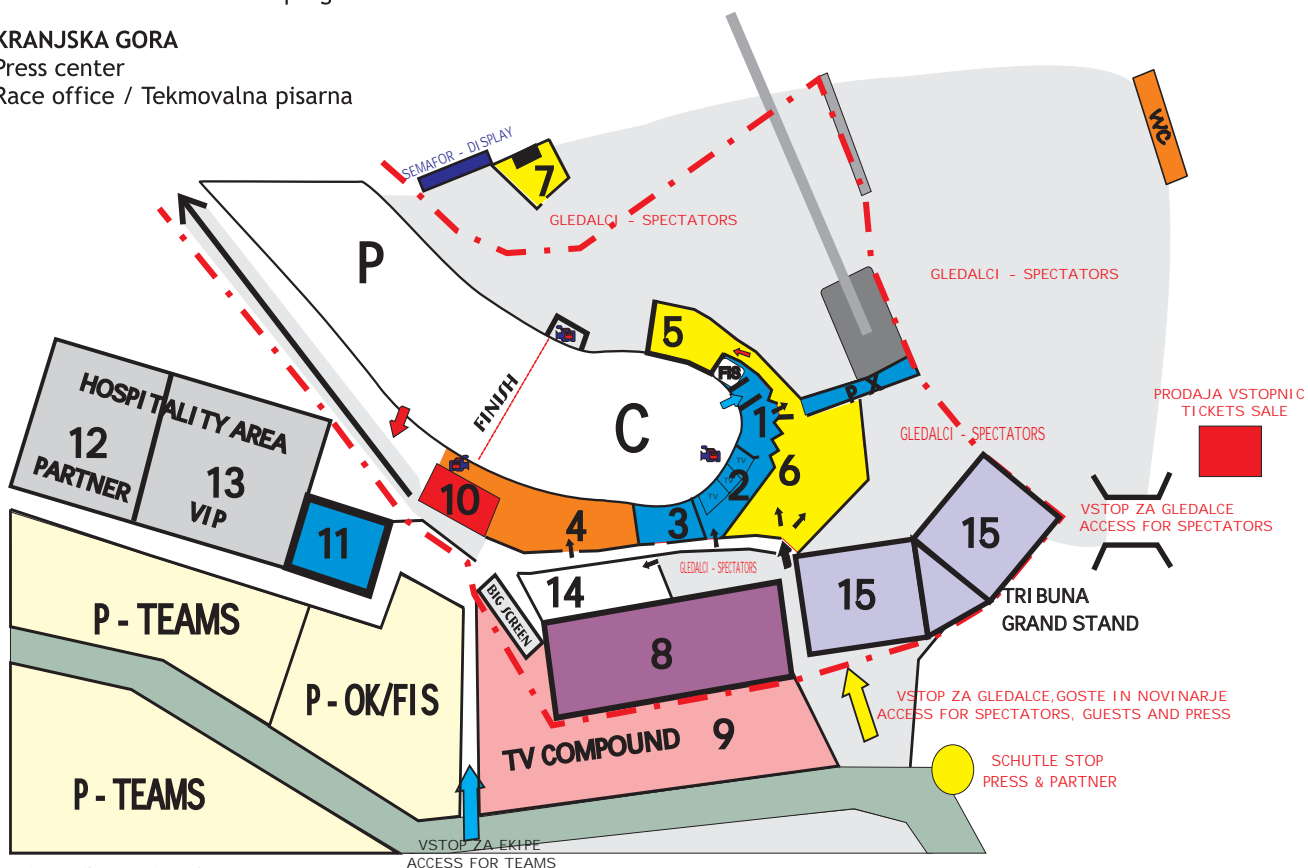 KRANJSKA GORA
Press center
Race office / Tekmovalna pisarna
SEMAFOR - DISPLAY
7
WC
GLEDALCI - SPECTATORS
P
GLEDALCI - SPECTATORS
5
FIS
P X
FINISH
C
1
PRODAJA VSTOPNIC
TICKETS SALE
HOSPITALITY AREA
12
PARTNER
13
VIP
GLEDALCI - SPECTATORS
TV
TV
2
6
10
4
3
11
15
VSTOP ZA GLEDALCE
ACCESS FOR SPECTATORS
GLEDALCI - SPECTATORS
14
BIG SCREEN
15
TRIBUNA
GRAND STAND
P - TEAMS
8
P - OK/FIS
VSTOP ZA GLEDALCE,GOSTE IN NOVINARJE
ACCESS FOR SPECTATORS, GUESTS AND PRESS
TV COMPOUND 9
SCHUTLE STOP
PRESS & PARTNER
P - TEAMS
VSTOP ZA EKIPE
ACCESS FOR TEAMS